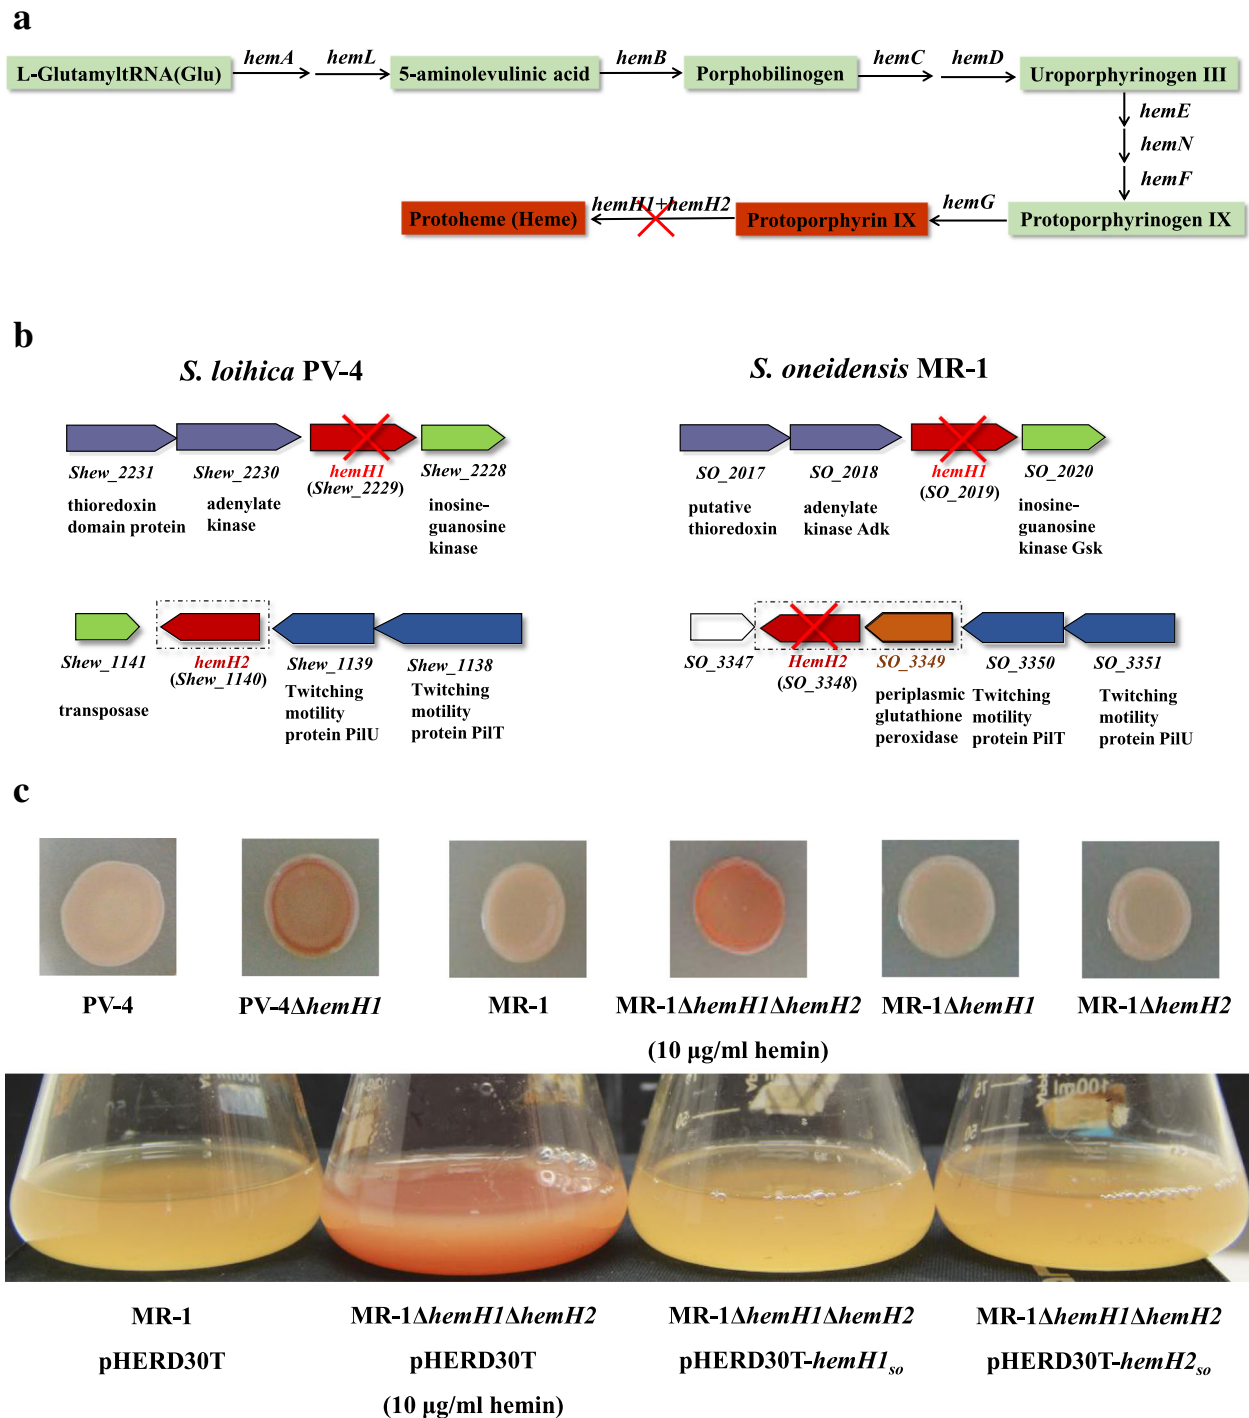 a
hemA hemL hemB hemC hemD
L-GlutamyltRNA(Glu) 5-aminolevulinic acid Porphobilinogen Uroporphyrinogen III
hemE
hemN
hemF
Protoheme (Heme) hemH1+hemH2 Protoporphyrin IX hemG Protoporphyrinogen IX
b
S. loihica PV-4
Shew_2231 Shew_2230 hemH1 Shew_2228
(Shew_2229)
thioredoxin
domain protein
adenylate
kinase
inosine-
guanosine
kinase
Shew_1141 hemH2 Shew_1139 Shew_1138
(Shew_1140)
transposase
Twitching
motility
protein PilU
Twitching
motility
protein PilT
S. oneidensis MR-1
SO_2017 SO_2018 hemH1 SO_2020
(SO_2019)
putative
thioredoxin
adenylate
kinase Adk
inosine-
guanosine
kinase Gsk
SO_3347 HemH2 SO_3349 SO_3350 SO_3351
(SO_3348)
periplasmic
glutathione
peroxidase
Twitching
motility
protein PilT
Twitching
motility
protein PilU
c
PV-4 PV-4ΔhemH1 MR-1 MR-1ΔhemH1ΔhemH2 MR-1ΔhemH1 MR-1ΔhemH2
(10 μg/ml hemin)
100ml
50
MR-1 MR-1ΔhemH1ΔhemH2 MR-1ΔhemH1ΔhemH2 MR-1ΔhemH1ΔhemH2
pHERD30T pHERD30T pHERD30T-hemH1so pHERD30T-hemH2so
(10 μg/ml hemin)